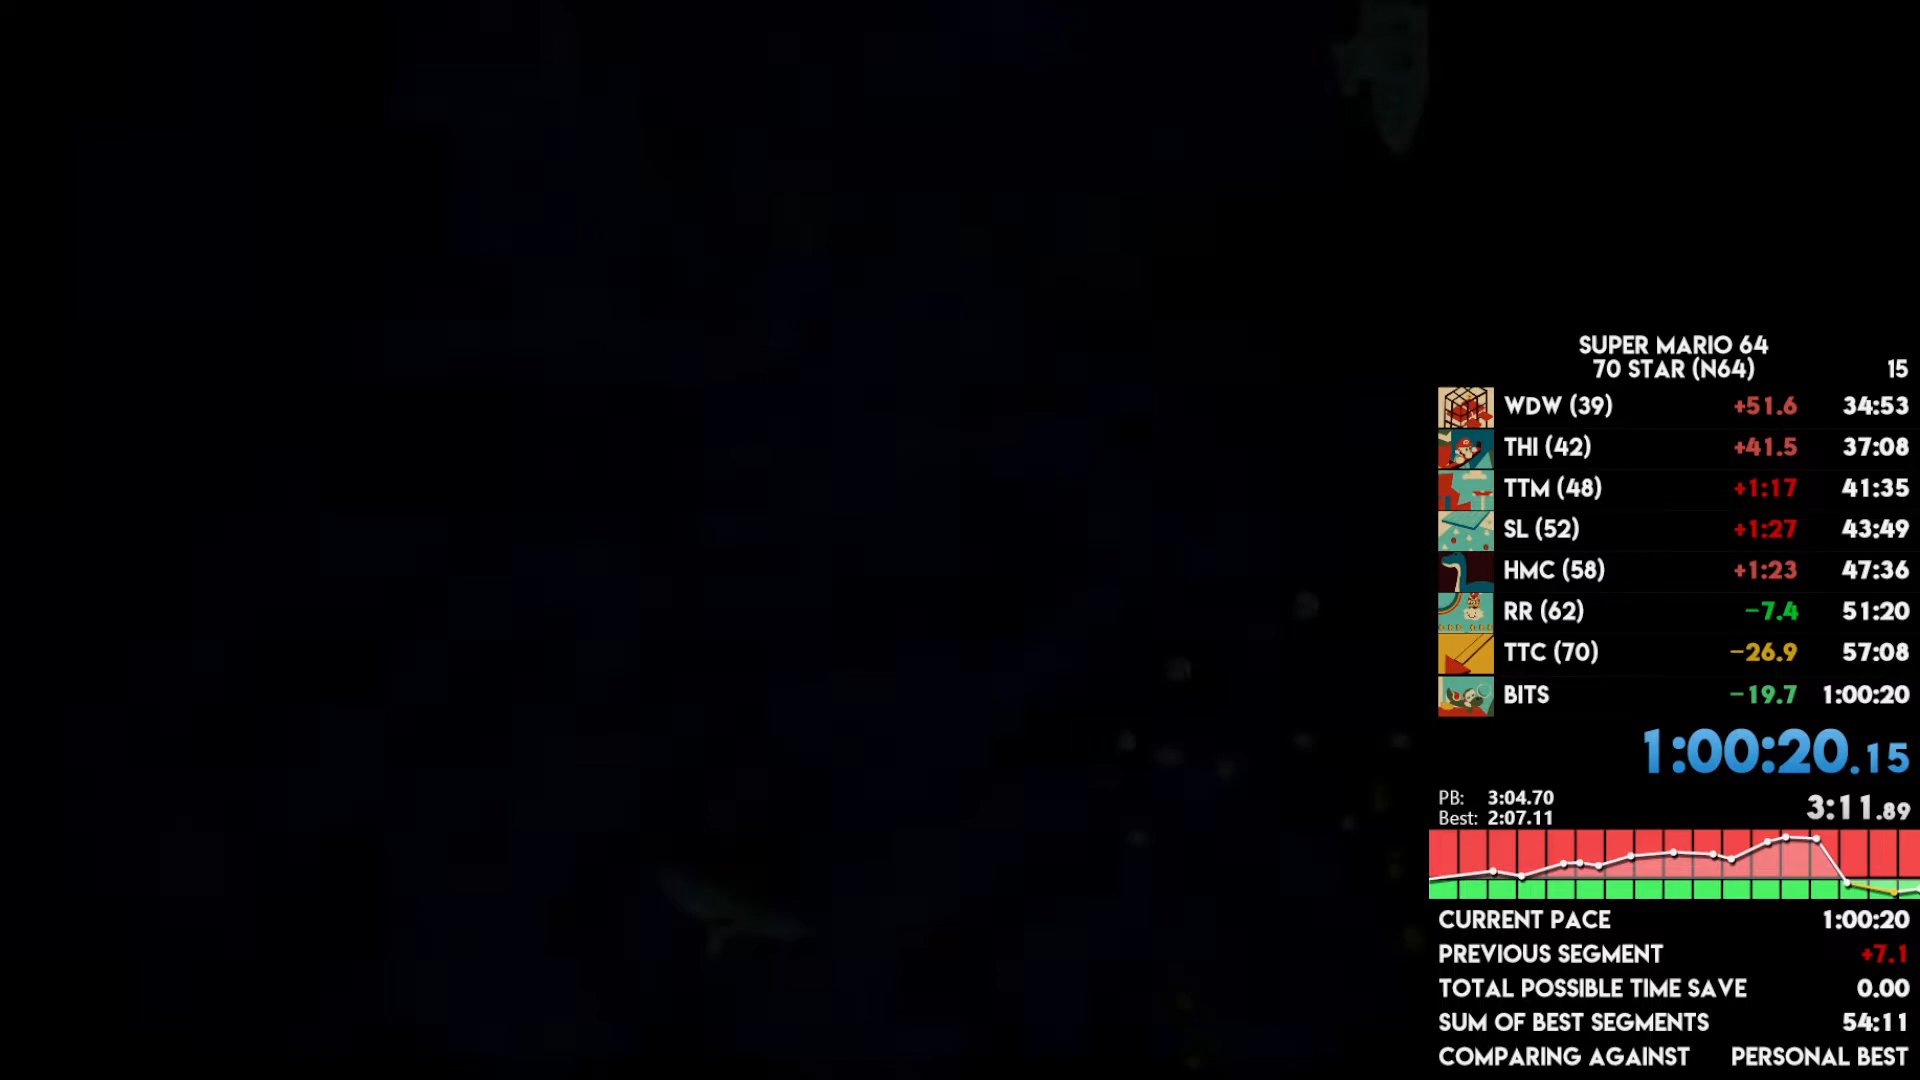 SUPER MARIO 64
70 STAR (N64) 15
WDW (39) +51.6 34:53
THI (42) +41.5 37:08
TTM (48) +1:17 41:35
SL (52) +1:27 43:49
HMC (58) +1:23 47:36
RR (62) −7.4 51:20
TTC (70) −26.9 57:08
BITS −19.7 1:00:20
1:00:20.15
PB: 3:04.70 3:11.89
Best: 2:07.11
CURRENT PACE 1:00:20
PREVIOUS SEGMENT +7.1
TOTAL POSSIBLE TIME SAVE 0.00
SUM OF BEST SEGMENTS 54:11
COMPARING AGAINST PERSONAL BEST